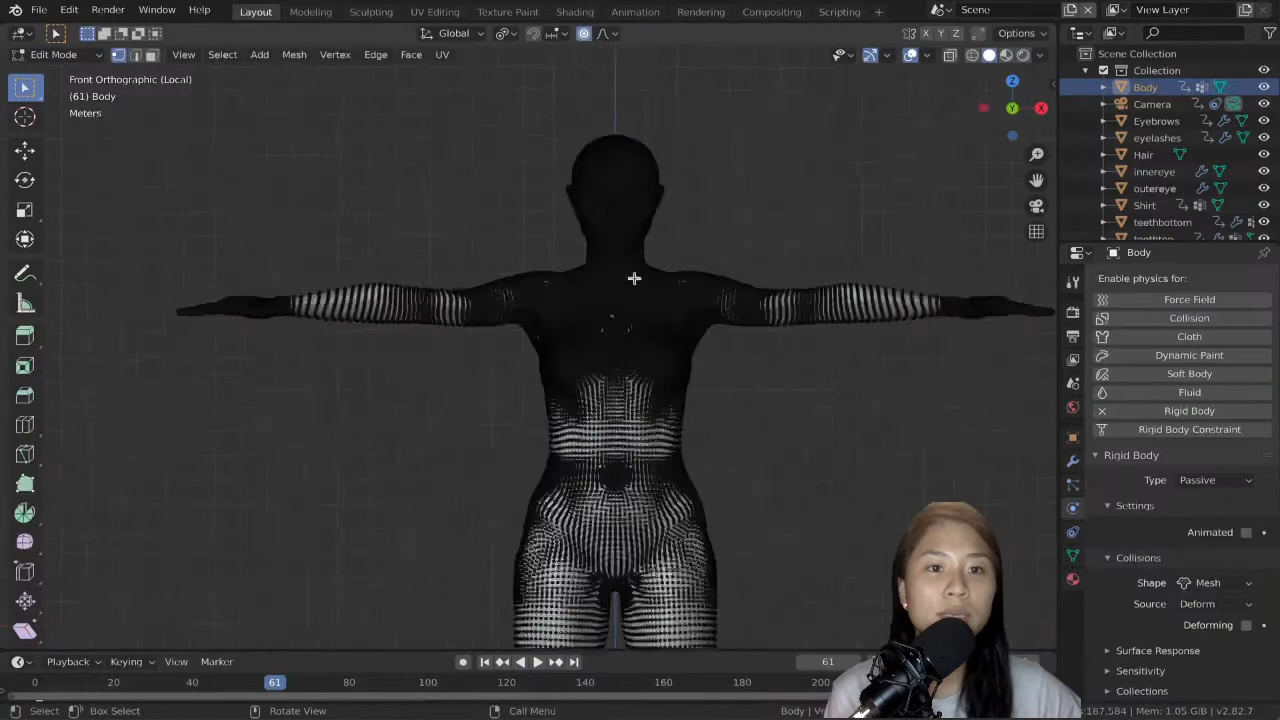 File Edit Render Window Help Layout Modeling Sculpting UV Editing Texture Paint Shading Animation Rendering Compositing Scripting + Scene View Layer
Edit Mode View Select Add Mesh Vertex Edge Face UV Global X Y Z Options
Front Orthographic (Local)
(61) Body
Meters
Z
Y
X
Scene Collection
Collection
Body
Camera
Eyebrows
eyelashes
Hair
innereye
outereye
Shirt
teethbottom
Body
Enable physics for:
Force Field
Collision
Cloth
Dynamic Paint
Soft Body
Fluid
Rigid Body
Rigid Body Constraint
Rigid Body
Type Passive
Settings
Animated
Collisions
Shape Mesh
Source Deform
Deforming
Surface Response
Sensitivity
Collections
Playback Keying View Marker 61
0 20 40 61 80 100 120 140 160 180 200
Select Box Select Rotate View Call Menu Body | Ve :187,584 | Mem: 1.05 GiB | v2.82.7